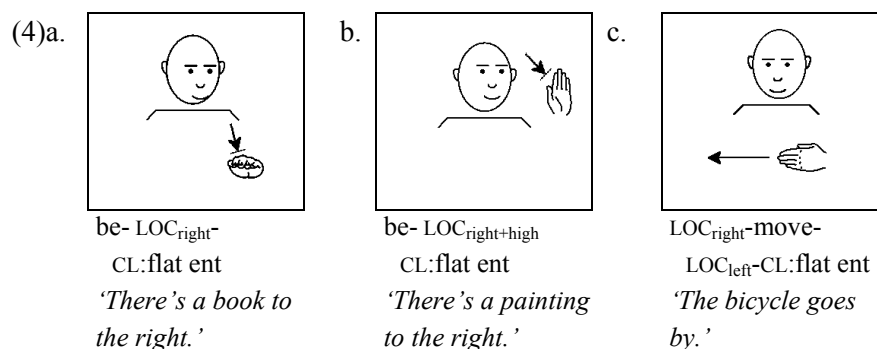 (4)a. b. c.
be- LOCright- be- LOCright+high LOCright-move-
CL:flat ent CL:flat ent LOCleft-CL:flat ent
‘There’s a book to ‘There’s a painting ‘The bicycle goes
the right.’ to the right.’ by.’